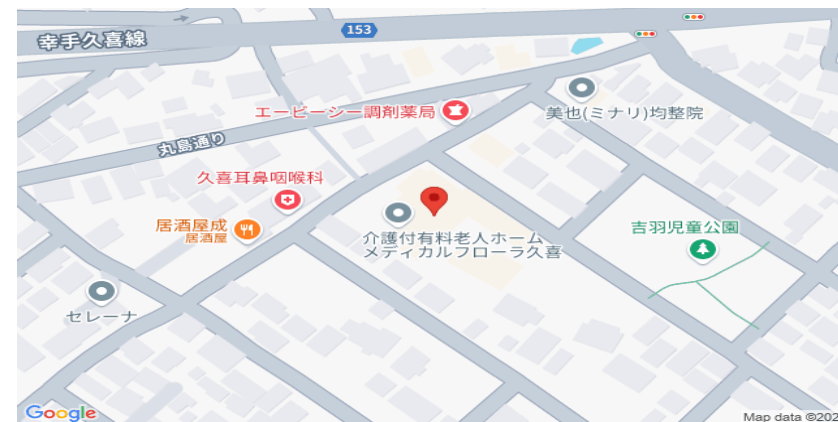 幸手久喜線
153
エービーシー調剤薬局
美也(ミナリ)均整院
丸島通り
久喜耳鼻咽喉科
居酒屋成
居酒屋
介護付有料老人ホーム
メディカルフローラ久喜
吉羽児童公園
セレーナ
Google
Map data ©202